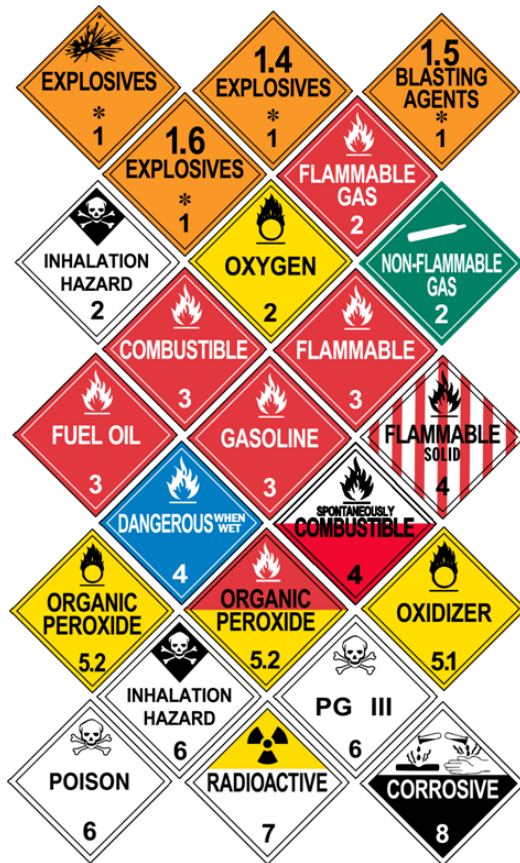 EXPLOSIVES
*
1
1.4
EXPLOSIVES
*
1
1.5
BLASTING
AGENTS
*
1
1.6
EXPLOSIVES
*
1
FLAMMABLE
GAS
2
INHALATION
HAZARD
2
OXYGEN
2
NON-FLAMMABLE
GAS
2
COMBUSTIBLE
3
FLAMMABLE
3
FUEL OIL
3
GASOLINE
3
FLAMMABLE
SOLID
4
DANGEROUS WHEN WET
4
SPONTANEOUSLY
COMBUSTIBLE
4
ORGANIC
PEROXIDE
5.2
ORGANIC
PEROXIDE
5.2
OXIDIZER
5.1
INHALATION
HAZARD
6
PG III
6
POISON
6
RADIOACTIVE
7
CORROSIVE
8